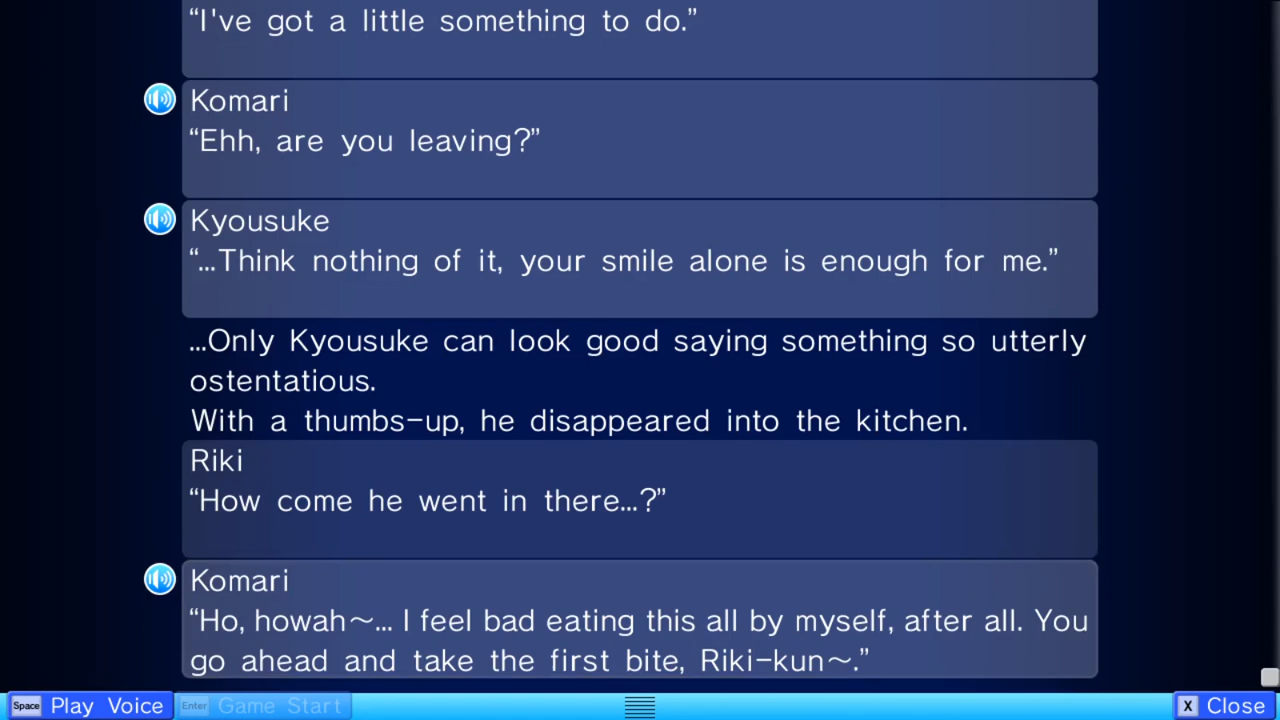 “I've got a little something to do.”
Komari
“Ehh, are you leaving?”
Kyousuke
“...Think nothing of it, your smile alone is enough for me.”
...Only Kyousuke can look good saying something so utterly
ostentatious.
With a thumbs-up, he disappeared into the kitchen.
Riki
“How come he went in there...?”
Komari
“Ho, howah～... I feel bad eating this all by myself, after all. You
go ahead and take the first bite, Riki-kun～.”
Space Play Voice Enter Game Start X Close